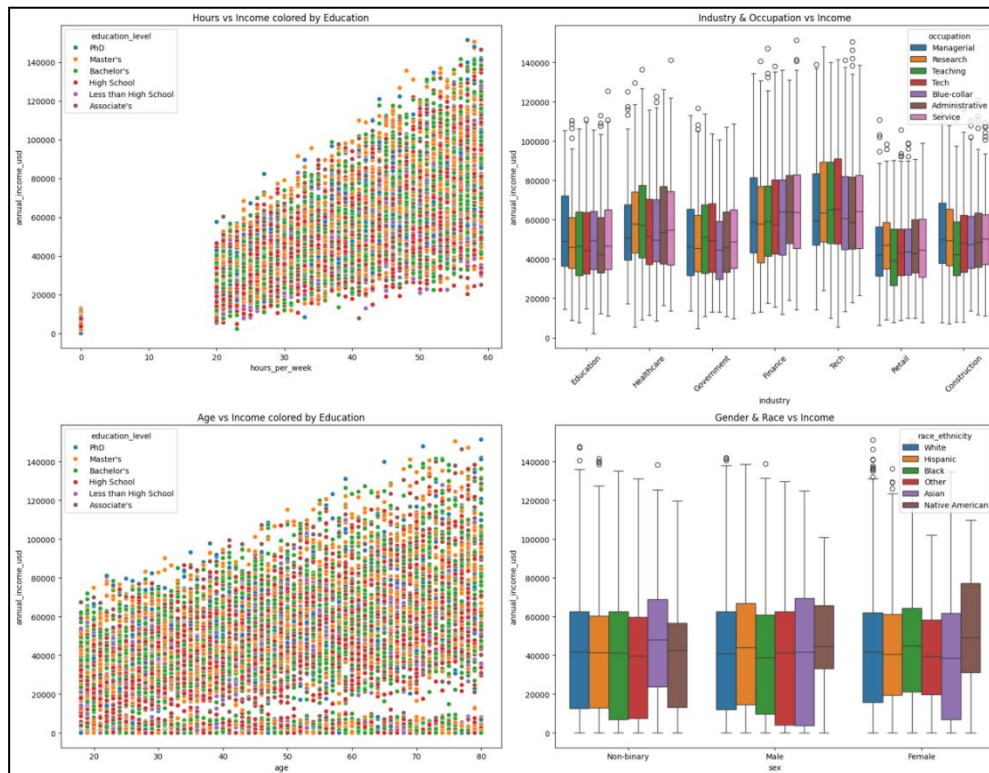 Hours vs Income colored by Education
education_level
PhD
Master's
Bachelor's
High School
Less than High School
Associate's
annual_income_usd
140000
120000
100000
80000
60000
40000
20000
0
0 10 20 30 40 50 60
hours_per_week
Industry & Occupation vs Income
occupation
Managerial
Research
Teaching
Tech
Blue-collar
Administrative
Service
annual_income_usd
140000
120000
100000
80000
60000
40000
20000
0
Education Healthcare Government Finance Tech Retail Construction
industry
Age vs Income colored by Education
education_level
PhD
Master's
Bachelor's
High School
Less than High School
Associate's
annual_income_usd
140000
120000
100000
80000
60000
40000
20000
0
20 30 40 50 60 70 80
age
Gender & Race vs Income
race_ethnicity
White
Hispanic
Black
Other
Asian
Native American
annual_income_usd
140000
120000
100000
80000
60000
40000
20000
0
Non-binary Male Female
sex